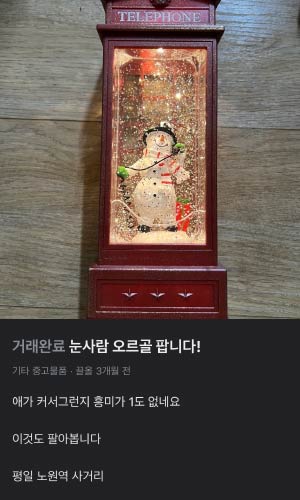 TELEPHONE
거래완료 눈사람 오르골 팝니다!
기타 중고물품 · 끌올 3개월 전
애가 커서그런지 흥미가 1도 없네요
이것도 팔아봅니다
평일 노원역 사거리